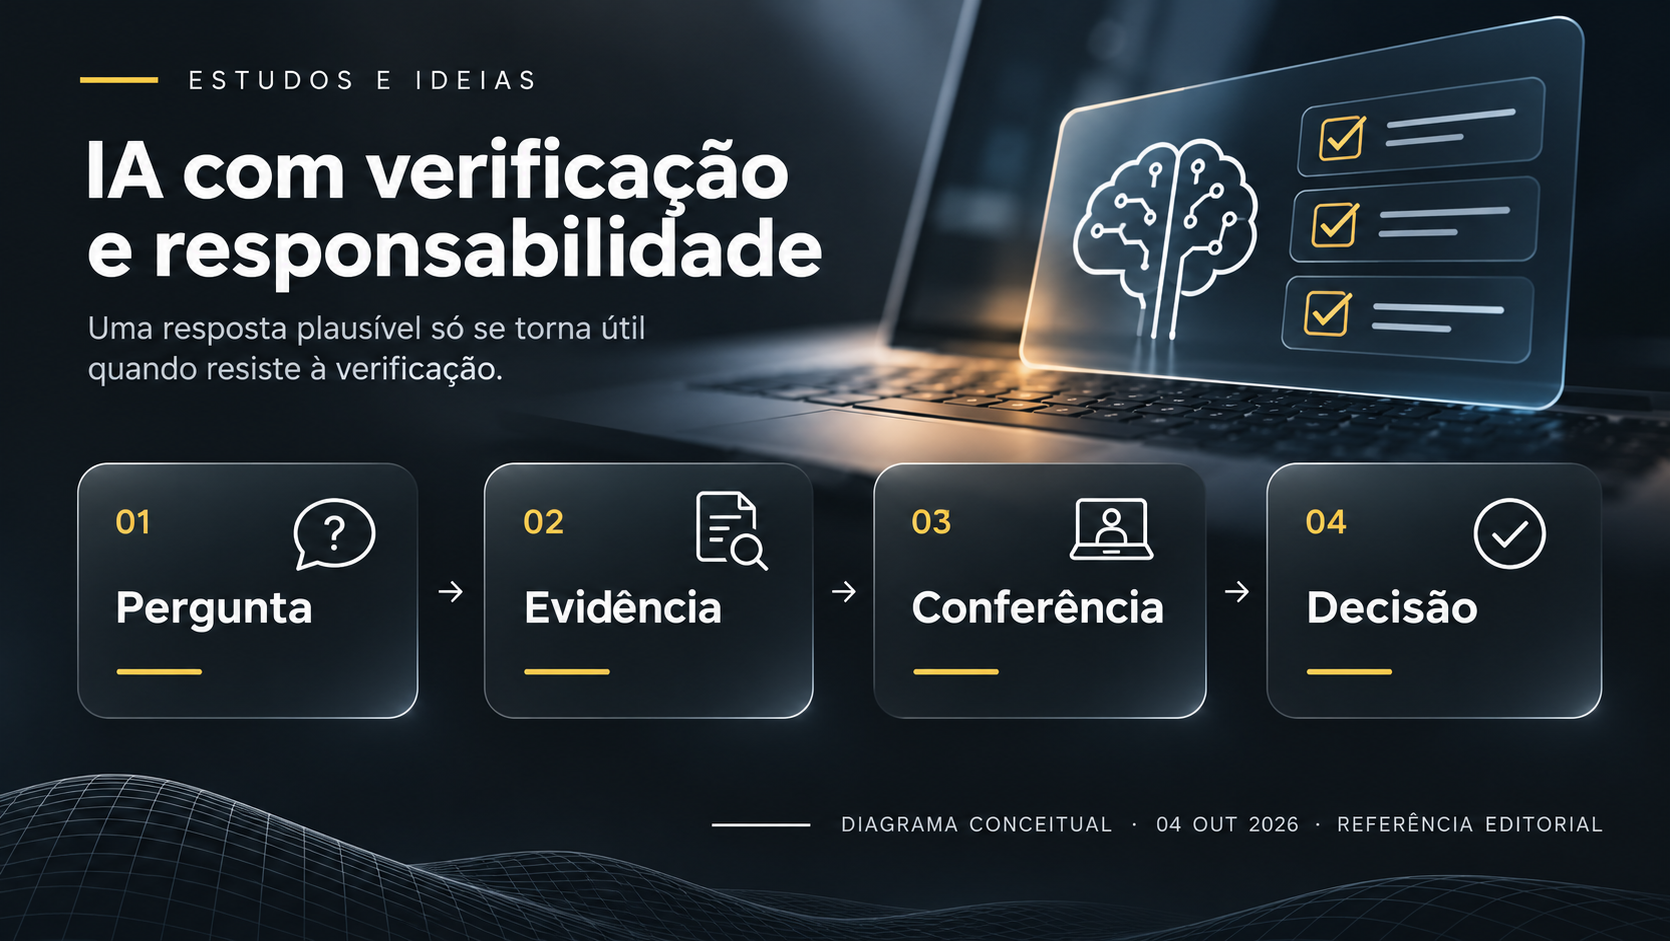 ESTUDOS E IDEIAS
IA com verificação
e responsabilidade
Uma resposta plausível só se torna útil
quando resiste à verificação.
01
?
Pergunta
→
02
Evidência
→
03
Conferência
→
04
Decisão
DIAGRAMA CONCEITUAL · 04 OUT 2026 · REFERÊNCIA EDITORIAL